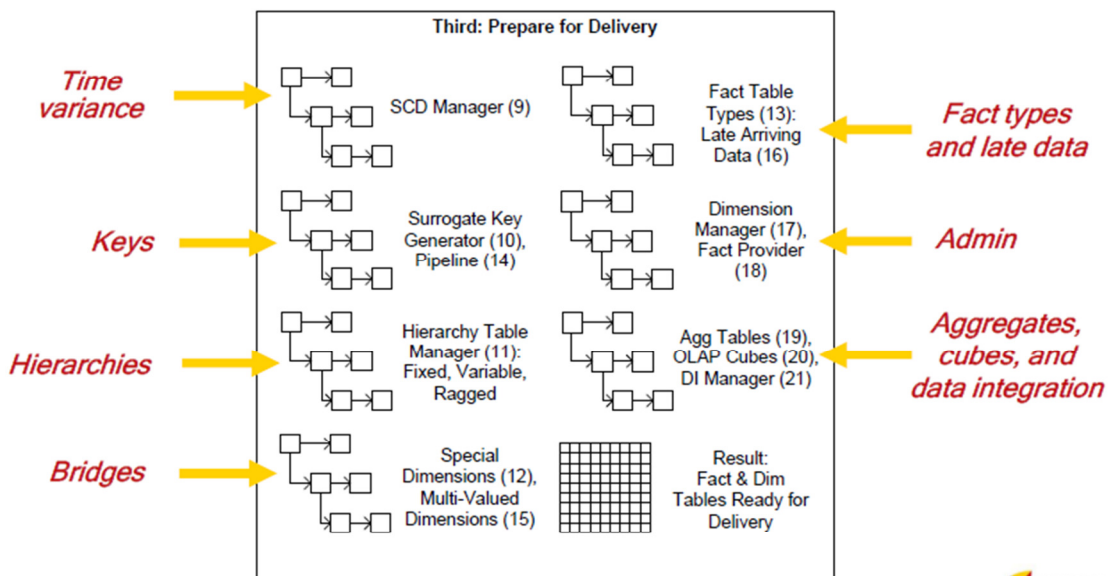 Third: Prepare for Delivery
Time
variance
SCD Manager (9)
Fact Table
Types (13):
Late Arriving
Data (16)
Fact types
and late data
Keys
Surrogate Key
Generator (10),
Pipeline (14)
Dimension
Manager (17),
Fact Provider
(18)
Admin
Hierarchies
Hierarchy Table
Manager (11):
Fixed, Variable,
Ragged
Agg Tables (19),
OLAP Cubes (20),
DI Manager (21)
Aggregates,
cubes, and
data integration
Bridges
Special
Dimensions (12),
Multi-Valued
Dimensions (15)
Result:
Fact & Dim
Tables Ready for
Delivery